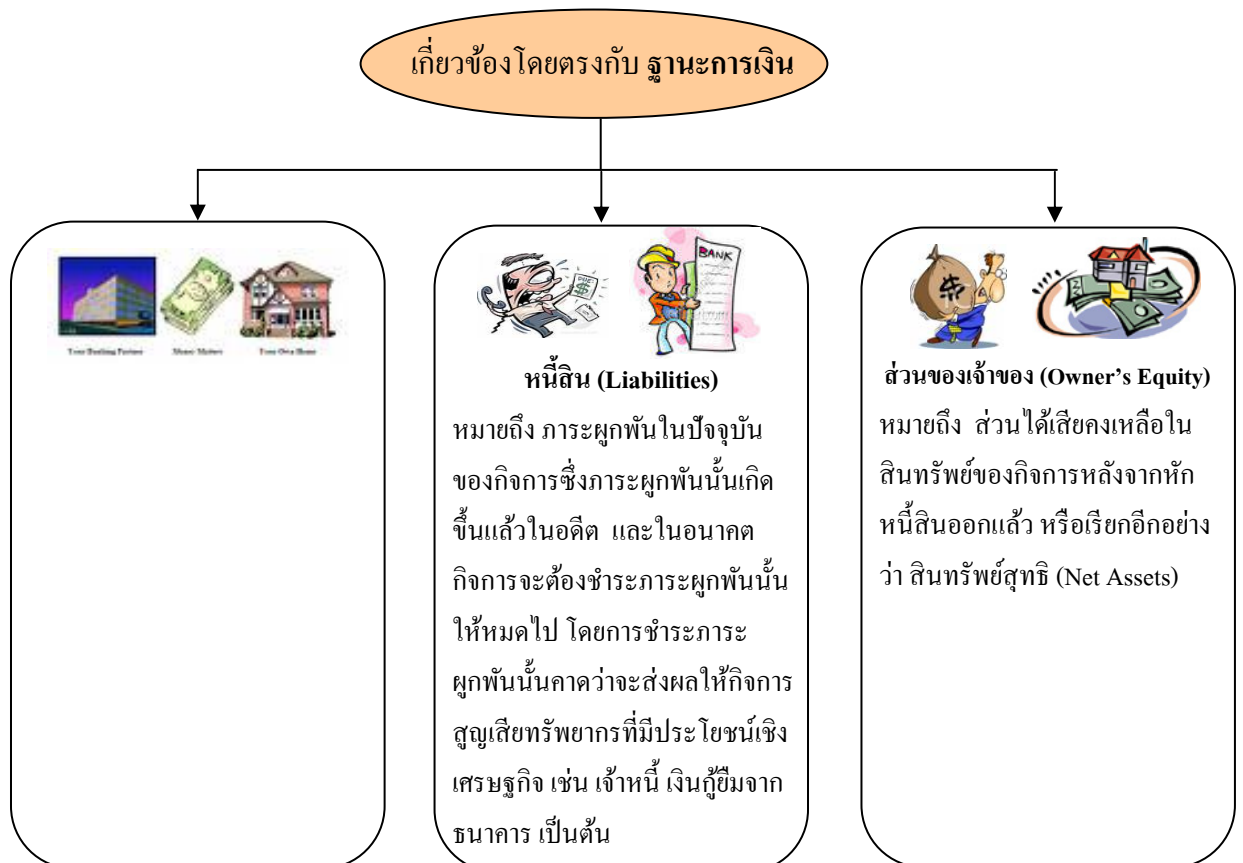 เกี่ยวข้องโดยตรงกับ ฐานะการเงิน
Your Banking Partner Money Matters Your Own Home
BANK
หนี้สิน (Liabilities)
หมายถึง ภาระผูกพันในปัจจุบัน
ของกิจการซึ่งภาระผูกพันนั้นเกิด
ขึ้นแล้วในอดีต และในอนาคต
กิจการจะต้องชำระภาระผูกพันนั้น
ให้หมดไป โดยการชำระภาระ
ผูกพันนั้นคาดว่าจะส่งผลให้กิจการ
สูญเสียทรัพยากรที่มีประโยชน์เชิง
เศรษฐกิจ เช่น เจ้าหนี้ เงินกู้ยืมจาก
ธนาคาร เป็นต้น
$
ส่วนของเจ้าของ (Owner’s Equity)
หมายถึง ส่วนได้เสียคงเหลือใน
สินทรัพย์ของกิจการหลังจากหัก
หนี้สินออกแล้ว หรือเรียกอีกอย่าง
ว่า สินทรัพย์สุทธิ (Net Assets)